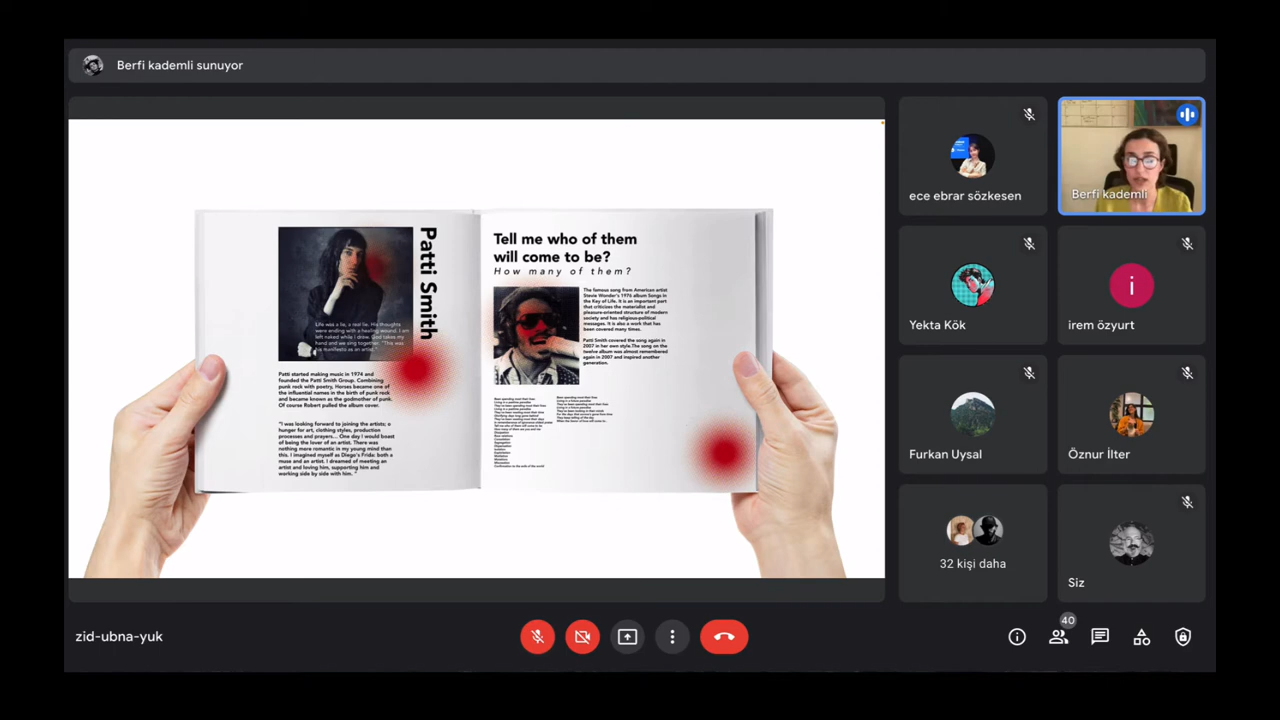 Berfi kademli sunuyor
Patti Smith
Life was a lie, a real lie. His thoughts
were ending with a healing wound. I am
left naked while I draw. God takes my
hand and we sing together. "This was
his manifesto as an artist."
Patti started making music in 1974 and
founded the Patti Smith Group. Combining
punk rock with poetry, Horses became one of
the influential names in the birth of punk rock
and became known as the godmother of punk.
Of course Robert pulled the album cover.
"I was looking forward to joining the artists; a
hunger for art, clothing styles, production
processes and prayers... One day I would boast
of being the lover of an artist. There was
nothing more romantic in my young mind than
this. I imagined myself as Diego's Frida: both a
muse and an artist. I dreamed of meeting an
artist and loving him, supporting him and
working side by side with him. "
Tell me who of them
will come to be?
How many of them?
The famous song from American artist
Stevie Wonder's 1976 album Songs in
the Key of Life. It is an important part
that criticizes the materialist and
pleasure-oriented structure of modern
society and has religious-political
messages. It is also a work that has
been covered many times.
Patti Smith covered the song again in
2007 in her own style.The song on the
twelve album was almost remembered
again in 2007 and inspired another
generation.
ece ebrar sözkesen
Berfi kademli
Yekta Kök
i
irem özyurt
Furkan Uysal
Öznur İlter
32 kişi daha
Siz
zid-ubna-yuk
40